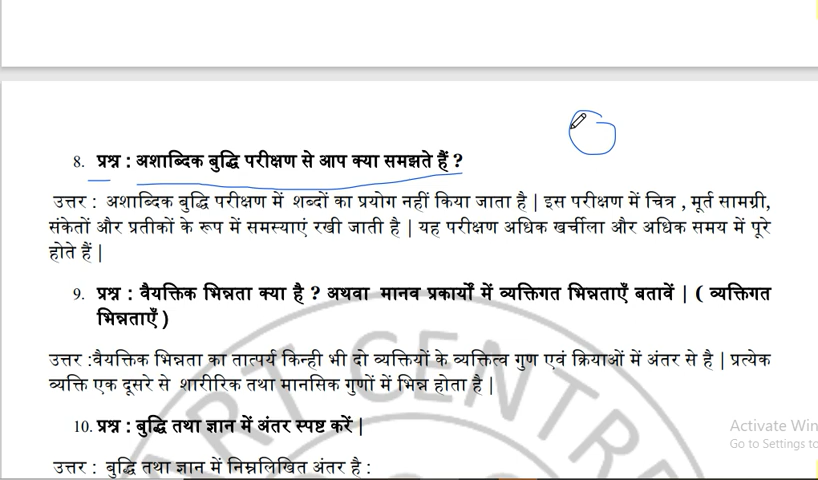 8. प्रश्न : अशाब्दिक बुद्धि परीक्षण से आप क्या समझते हैं ?
उत्तर : अशाब्दिक बुद्धि परीक्षण में शब्दों का प्रयोग नहीं किया जाता है | इस परीक्षण में चित्र , मूर्त सामग्री,
संकेतों और प्रतीकों के रूप में समस्याएं रखी जाती है | यह परीक्षण अधिक खर्चीला और अधिक समय में पूरे
होते हैं |
9. प्रश्न : वैयक्तिक भिन्नता क्या है ? अथवा मानव प्रकार्यों में व्यक्तिगत भिन्नताएँ बतावें | ( व्यक्तिगत
भिन्नताएँ )
उत्तर :वैयक्तिक भिन्नता का तात्पर्य किन्ही भी दो व्यक्तियों के व्यक्तित्व गुण एवं क्रियाओं में अंतर से है | प्रत्येक
व्यक्ति एक दूसरे से शारीरिक तथा मानसिक गुणों में भिन्न होता है |
10. प्रश्न : बुद्धि तथा ज्ञान में अंतर स्पष्ट करें |
उत्तर : बुद्धि तथा ज्ञान में निम्नलिखित अंतर है :
ART CENTRE
Activate Win
Go to Settings to